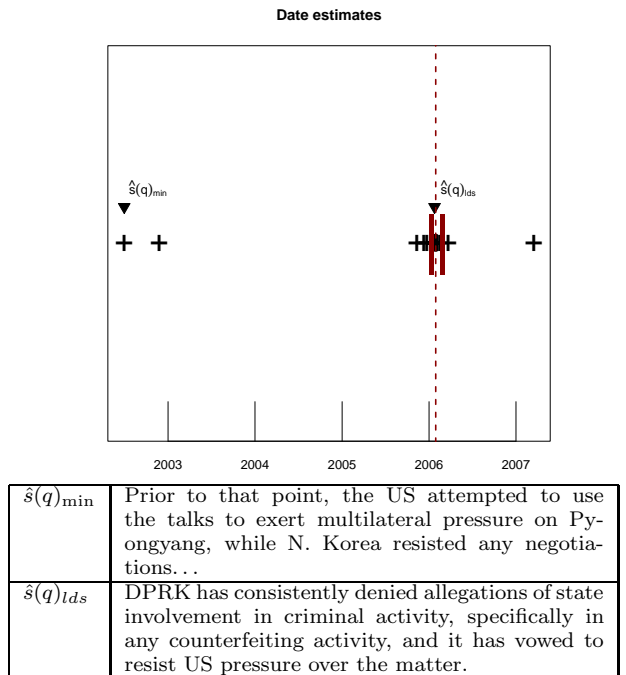 Date estimates
ŝ(q)min
ŝ(q)lds
2003 2004 2005 2006 2007
ŝ(q)min Prior to that point, the US attempted to use
the talks to exert multilateral pressure on Py-
ongyang, while N. Korea resisted any negotia-
tions...
ŝ(q)lds DPRK has consistently denied allegations of state
involvement in criminal activity, specifically in
any counterfeiting activity, and it has vowed to
resist US pressure over the matter.